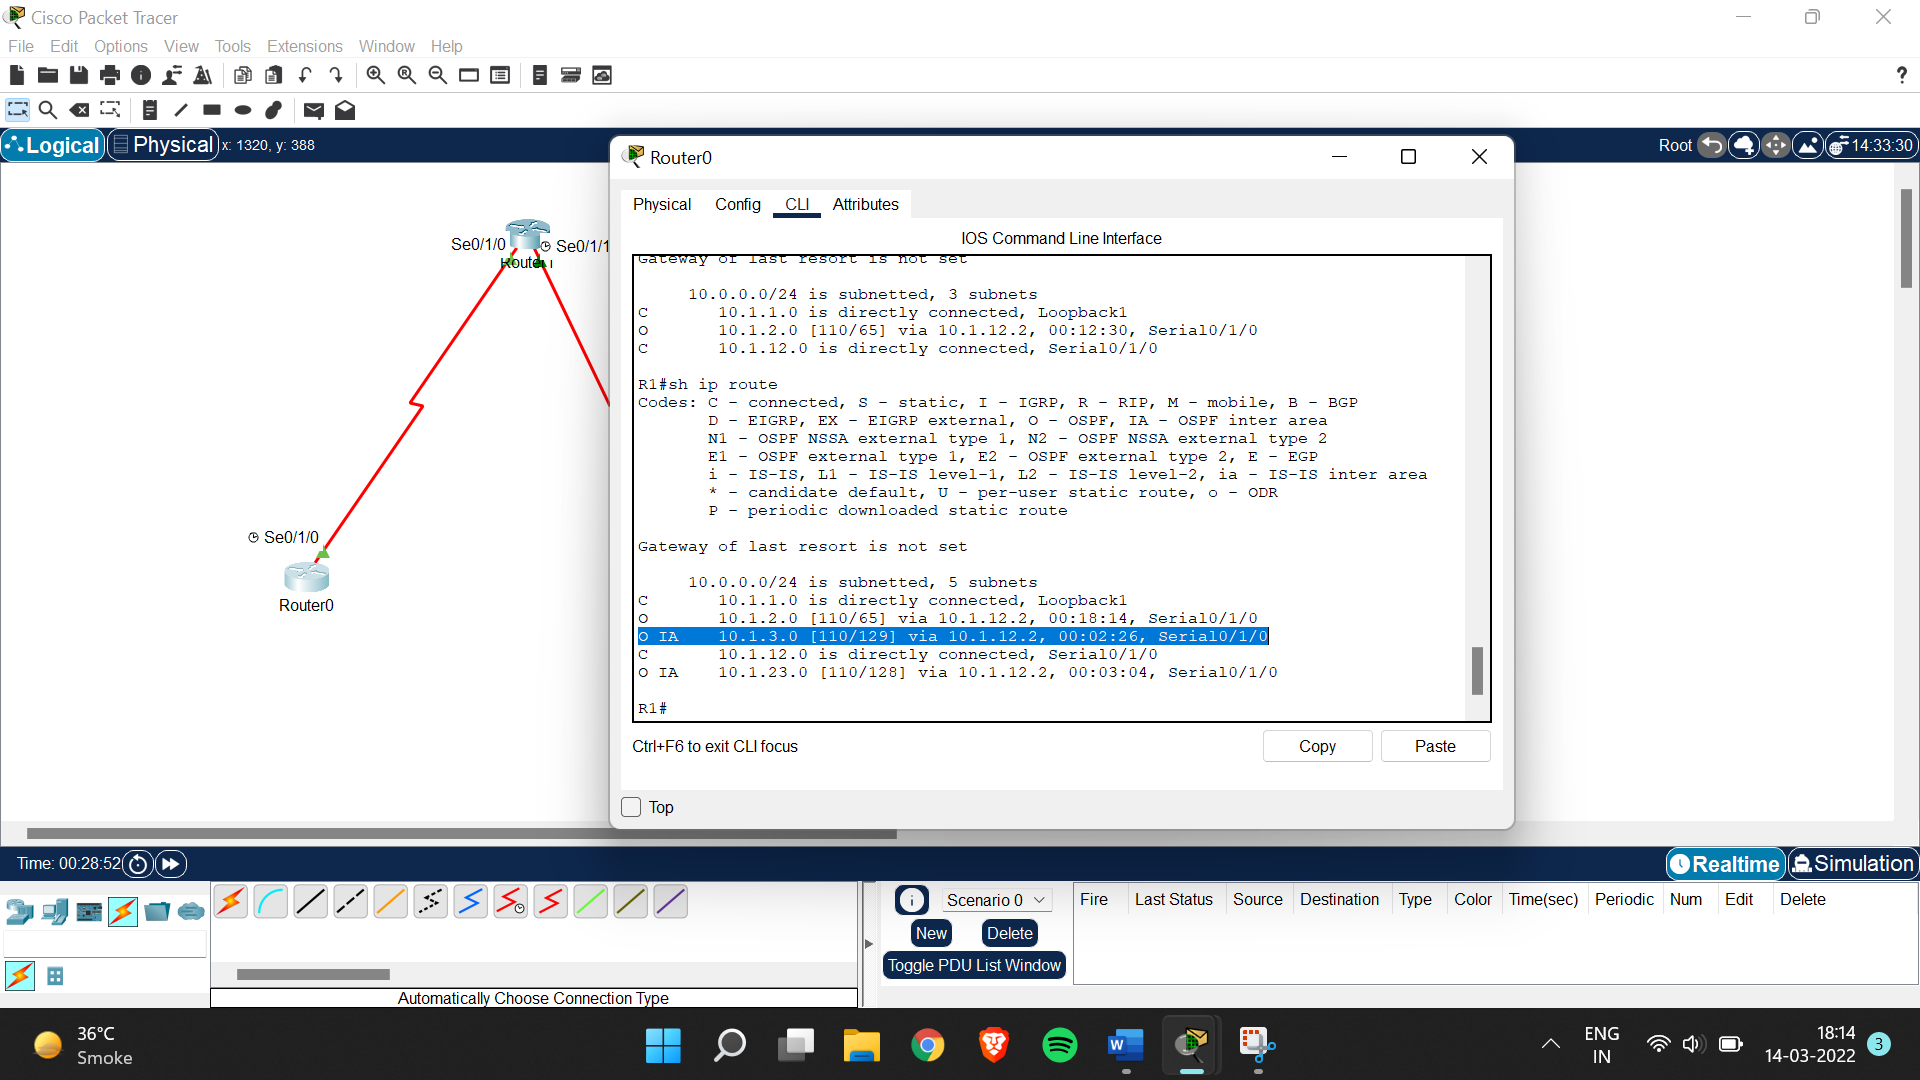 Cisco Packet Tracer
File Edit Options View Tools Extensions Window Help
?
Logical Physical x: 1320, y: 388
Root 14:33:30
Se0/1/0 Se0/1/1
Se0/1/0
Router0
Router0
Physical Config CLI Attributes
IOS Command Line Interface
Gateway of last resort is not set
10.0.0.0/24 is subnetted, 3 subnets
C 10.1.1.0 is directly connected, Loopback1
O 10.1.2.0 [110/65] via 10.1.12.2, 00:12:30, Serial0/1/0
C 10.1.12.0 is directly connected, Serial0/1/0
R1#sh ip route
Codes: C - connected, S - static, I - IGRP, R - RIP, M - mobile, B - BGP
D - EIGRP, EX - EIGRP external, O - OSPF, IA - OSPF inter area
N1 - OSPF NSSA external type 1, N2 - OSPF NSSA external type 2
E1 - OSPF external type 1, E2 - OSPF external type 2, E - EGP
i - IS-IS, L1 - IS-IS level-1, L2 - IS-IS level-2, ia - IS-IS inter area
* - candidate default, U - per-user static route, o - ODR
P - periodic downloaded static route
Gateway of last resort is not set
10.0.0.0/24 is subnetted, 5 subnets
C 10.1.1.0 is directly connected, Loopback1
O 10.1.2.0 [110/65] via 10.1.12.2, 00:18:14, Serial0/1/0
O IA 10.1.3.0 [110/129] via 10.1.12.2, 00:02:26, Serial0/1/0
C 10.1.12.0 is directly connected, Serial0/1/0
O IA 10.1.23.0 [110/128] via 10.1.12.2, 00:03:04, Serial0/1/0
R1#
Ctrl+F6 to exit CLI focus
Copy Paste
Top
Time: 00:28:52
Realtime Simulation
Scenario 0
New Delete
Toggle PDU List Window
Fire Last Status Source Destination Type Color Time(sec) Periodic Num Edit Delete
Automatically Choose Connection Type
36°C
Smoke
ENG
IN
18:14
14-03-2022
3